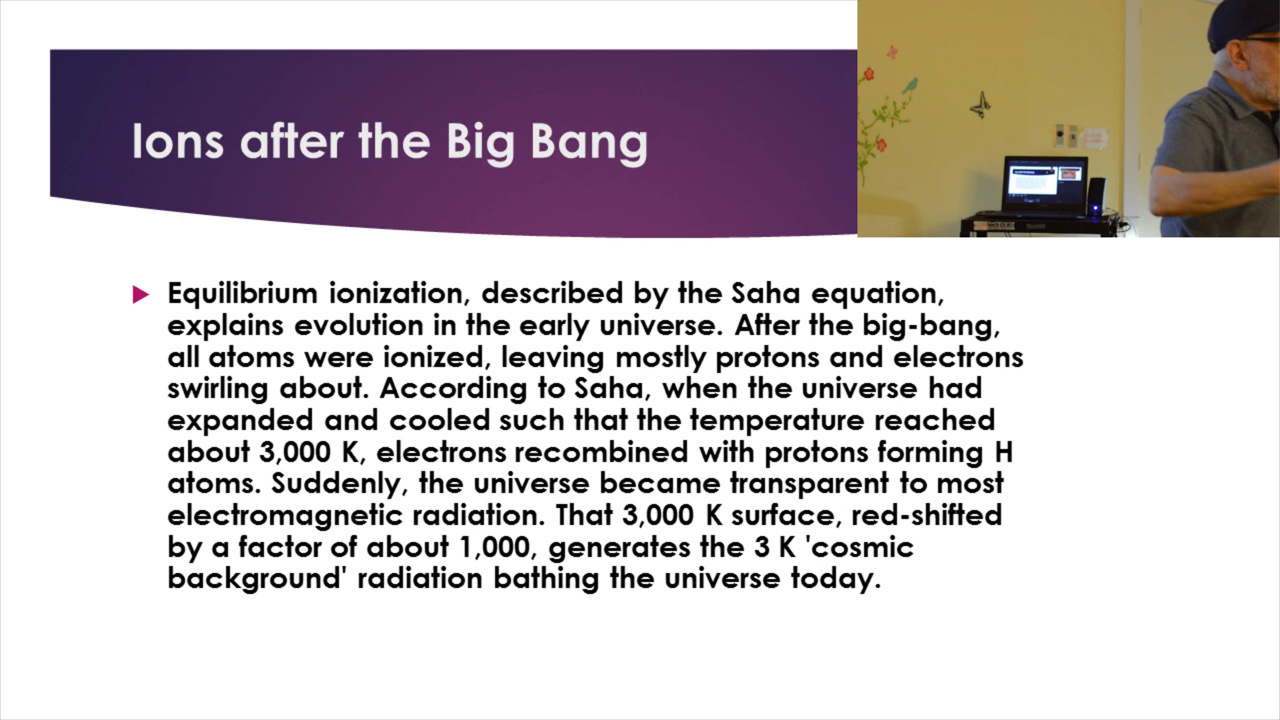 Ions after the Big Bang
Equilibrium ionization, described by the Saha equation,
explains evolution in the early universe. After the big-bang,
all atoms were ionized, leaving mostly protons and electrons
swirling about. According to Saha, when the universe had
expanded and cooled such that the temperature reached
about 3,000 K, electrons recombined with protons forming H
atoms. Suddenly, the universe became transparent to most
electromagnetic radiation. That 3,000 K surface, red-shifted
by a factor of about 1,000, generates the 3 K 'cosmic
background' radiation bathing the universe today.